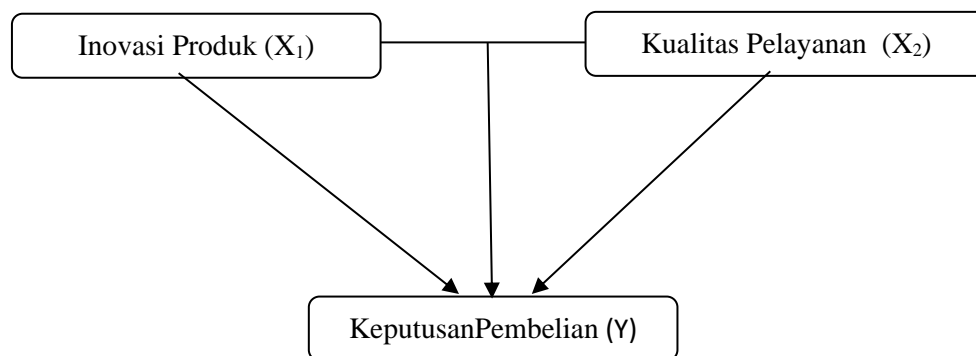 Inovasi Produk (X₁)
Kualitas Pelayanan (X₂)
KeputusanPembelian (Y)